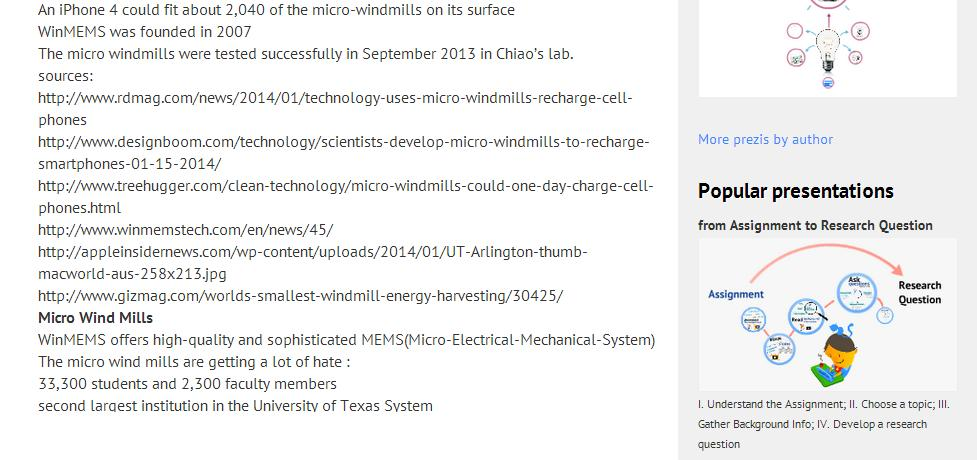 An iPhone 4 could fit about 2,040 of the micro-windmills on its surface
WinMEMS was founded in 2007
The micro windmills were tested successfully in September 2013 in Chiao’s lab.
sources:
http://www.rdmag.com/news/2014/01/technology-uses-micro-windmills-recharge-cell-
phones
http://www.designboom.com/technology/scientists-develop-micro-windmills-to-recharge-
smartphones-01-15-2014/
http://www.treehugger.com/clean-technology/micro-windmills-could-one-day-charge-cell-
phones.html
http://www.winmemstech.com/en/news/45/
http://appleinsidernews.com/wp-content/uploads/2014/01/UT-Arlington-thumb-
macworld-aus-258x213.jpg
http://www.gizmag.com/worlds-smallest-windmill-energy-harvesting/30425/
Micro Wind Mills
WinMEMS offers high-quality and sophisticated MEMS(Micro-Electrical-Mechanical-System)
The micro wind mills are getting a lot of hate :
33,300 students and 2,300 faculty members
second largest institution in the University of Texas System
More prezis by author
Popular presentations
from Assignment to Research Question
Assignment
Ask
questions
Read
Research
Question
I. Understand the Assignment; II. Choose a topic; III.
Gather Background Info; IV. Develop a research
question